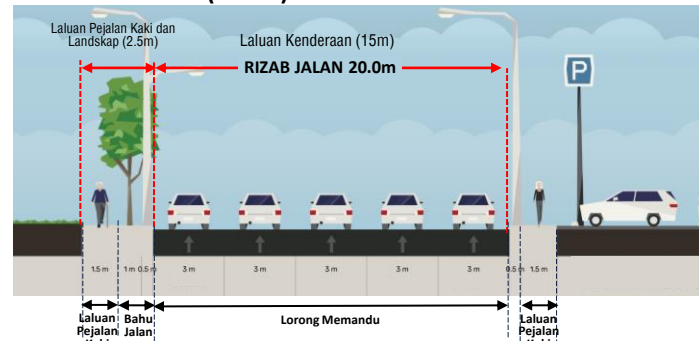 Laluan Pejalan Kaki dan
Landskap (2.5m)
Laluan Kenderaan (15m)
RIZAB JALAN 20.0m
P
1.5 m
1 m
0.5 m
3 m
3 m
3 m
3 m
3 m
0.5 m
1.5 m
Laluan
Pejalan
Bahu
Jalan
Lorong Memandu
Laluan
Pejalan